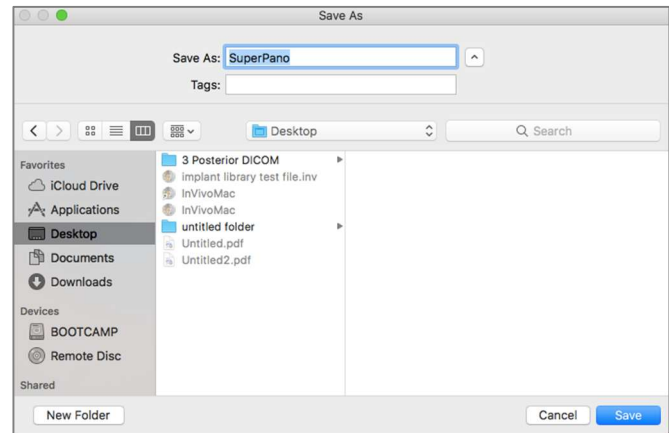 Save As
Save As: SuperPano
Tags:
Desktop
Search
Favorites
iCloud Drive
Applications
Desktop
Documents
Downloads
Devices
BOOTCAMP
Remote Disc
Shared
3 Posterior DICOM
implant library test file.inv
InVivoMac
InVivoMac
untitled folder
Untitled.pdf
Untitled2.pdf
New Folder
Cancel
Save